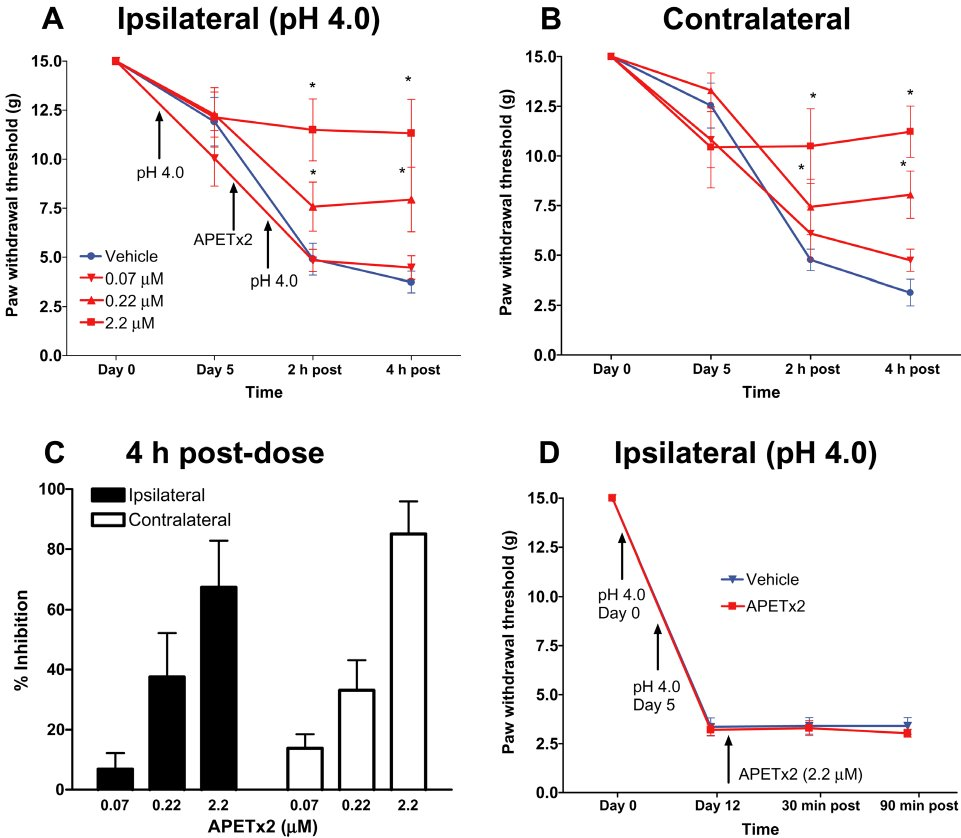 A Ipsilateral (pH 4.0)
Paw withdrawal threshold (g)
15.0
12.5
10.0
7.5
5.0
2.5
0.0
* *
* *
pH 4.0
APETx2
pH 4.0
Vehicle
0.07 μM
0.22 μM
2.2 μM
Day 0 Day 5 2 h post 4 h post
Time
B Contralateral
Paw withdrawal threshold (g)
15.0
12.5
10.0
7.5
5.0
2.5
0.0
* *
* *
Day 0 Day 5 2 h post 4 h post
Time
C 4 h post-dose
% Inhibition
100
80
60
40
20
0
Ipsilateral
Contralateral
0.07 0.22 2.2 0.07 0.22 2.2
APETx2 (μM)
D Ipsilateral (pH 4.0)
Paw withdrawal threshold (g)
15.0
12.5
10.0
7.5
5.0
2.5
0.0
pH 4.0
Day 0
pH 4.0
Day 5
Vehicle
APETx2
APETx2 (2.2 μM)
Day 0 Day 12 30 min post 90 min post
Time